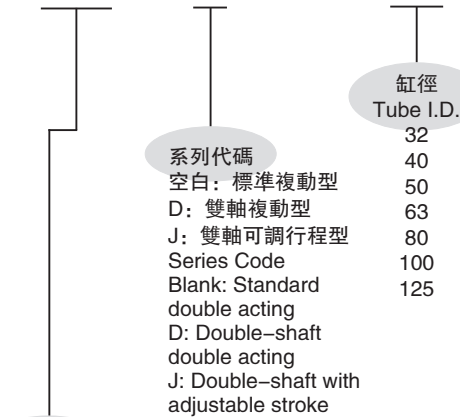 缸徑
Tube I.D.
32
40
50
63
80
100
125
系列代碼
空白：標準複動型
D：雙軸複動型
J：雙軸可調行程型
Series Code
Blank: Standard
double acting
D: Double−shaft
double acting
J: Double−shaft with
adjustable stroke